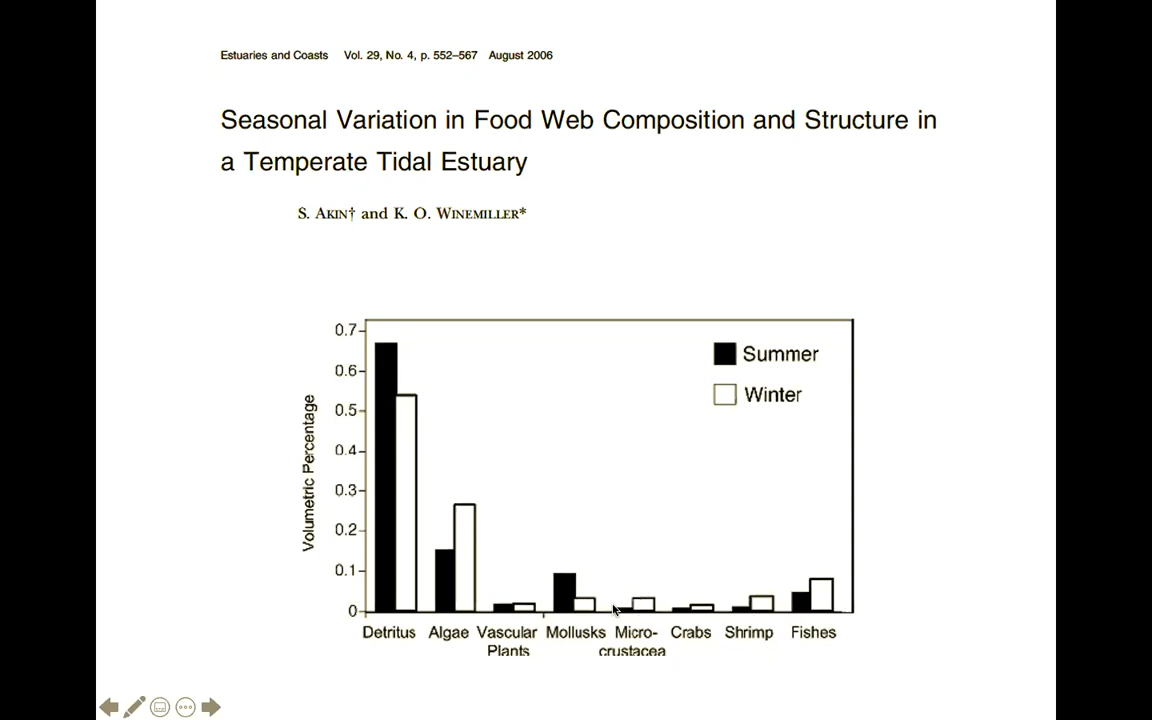 Estuaries and Coasts Vol. 29, No. 4, p. 552–567 August 2006
Seasonal Variation in Food Web Composition and Structure in
a Temperate Tidal Estuary
S. Akin† and K. O. Winemiller*
0.7
0.6
0.5
0.4
0.3
0.2
0.1
0
Volumetric Percentage
Summer
Winter
Detritus Algae Vascular Mollusks Micro- Crabs Shrimp Fishes
Plants crustacea